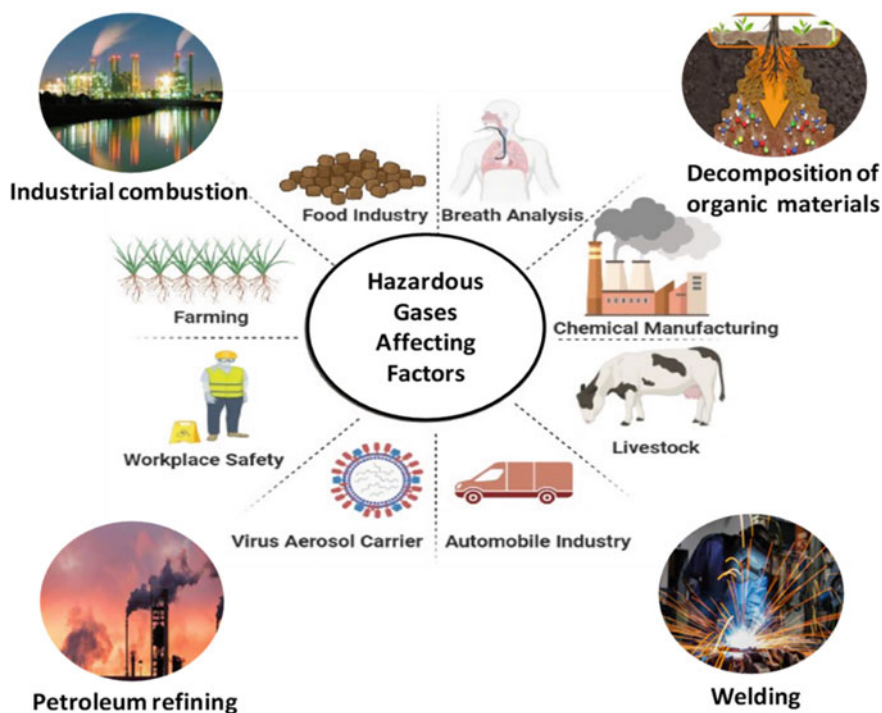 Industrial combustion
Decomposition of
organic materials
Food Industry
Breath Analysis
Farming
Hazardous
Gases
Affecting
Factors
Chemical Manufacturing
Workplace Safety
Livestock
Virus Aerosol Carrier
Automobile Industry
Petroleum refining
Welding